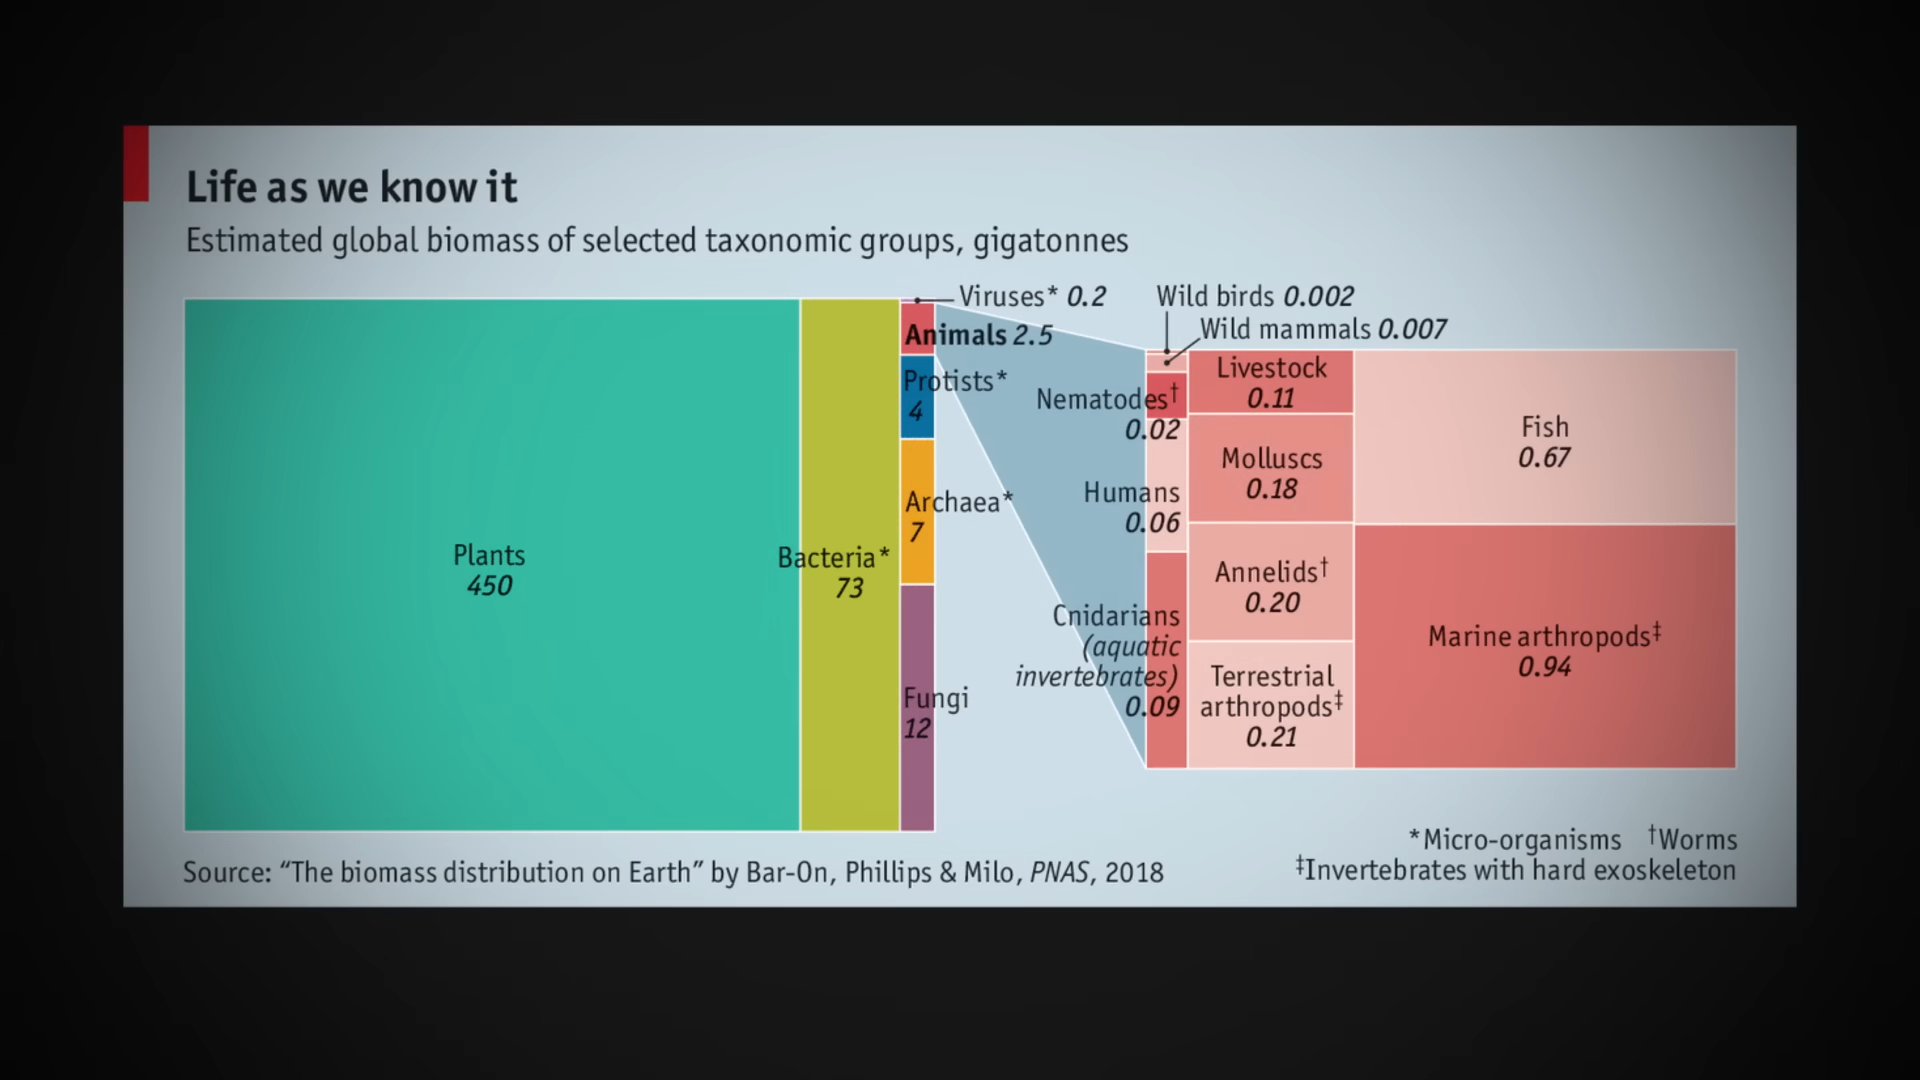 Life as we know it
Estimated global biomass of selected taxonomic groups, gigatonnes
Plants
450
Bacteria*
73
Viruses* 0.2
Animals 2.5
Protists*
4
Archaea*
7
Fungi
12
Wild birds 0.002
Wild mammals 0.007
Nematodes†
0.02
Humans
0.06
Cnidarians
(aquatic
invertebrates)
0.09
Livestock
0.11
Molluscs
0.18
Annelids†
0.20
Terrestrial
arthropods‡
0.21
Fish
0.67
Marine arthropods‡
0.94
*Micro-organisms †Worms
‡Invertebrates with hard exoskeleton
Source: “The biomass distribution on Earth” by Bar-On, Phillips & Milo, PNAS, 2018